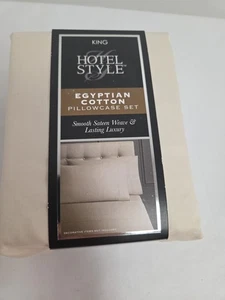 KING
HOTEL
STYLE
EGYPTIAN
COTTON
PILLOWCASE SET
Smooth Sateen Weave &
Lasting Luxury